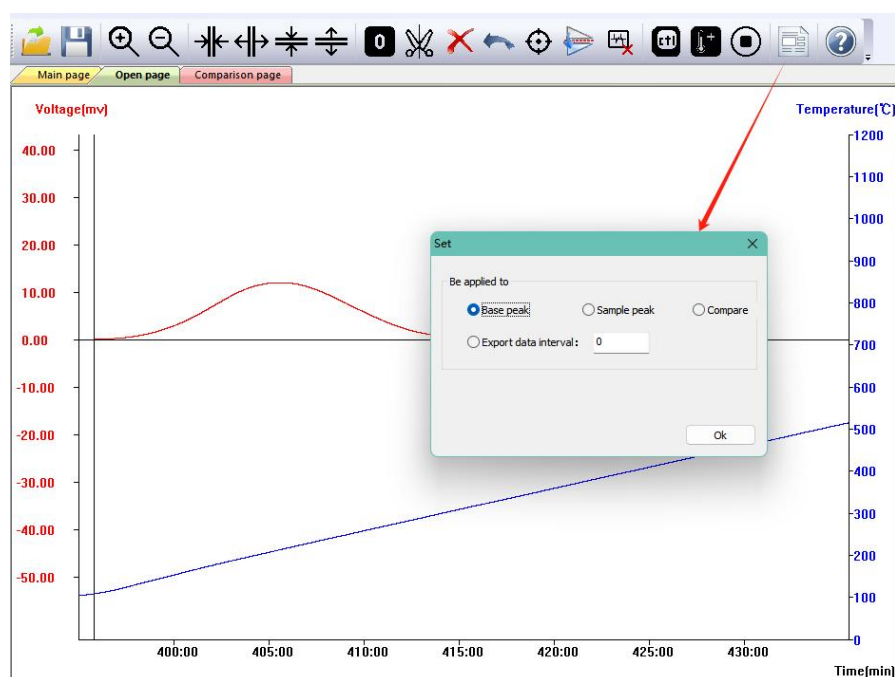 0 ctl
Main page Open page Comparison page
Voltage(mv) Temperature(℃)
40.00
30.00
20.00
10.00
0.00
-10.00
-20.00
-30.00
-40.00
-50.00
1200
1100
1000
900
800
700
600
500
400
300
200
100
0
Set
Be applied to
Base peak Sample peak Compare
Export data interval: 0
Ok
400:00 405:00 410:00 415:00 420:00 425:00 430:00
Time(min)